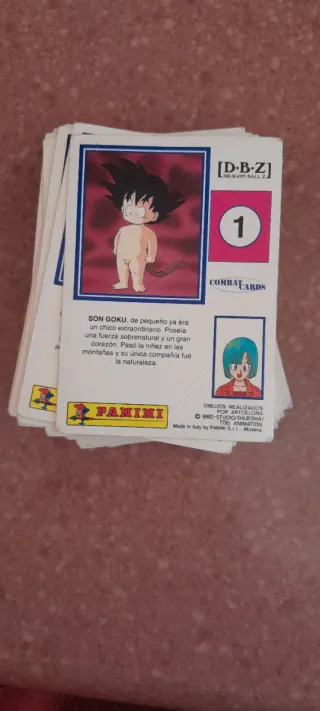 [D·B·Z]
DRAGON BALL Z
1
COMBAT
CARDS
SON GOKU, de pequeño ya era
un chico extraordinario. Poseía
una fuerza sobrenatural y un gran
corazón. Pasó la niñez en las
montañas y su única compañía fué
la naturaleza.
PANINI
DIBUJOS REALIZADOS
POR ARTCELONA
© BIRD-STUDIO/SHUEISHA/
TOEI ANIMATION
Made in Italy by PANINI S.r.l. - Modena